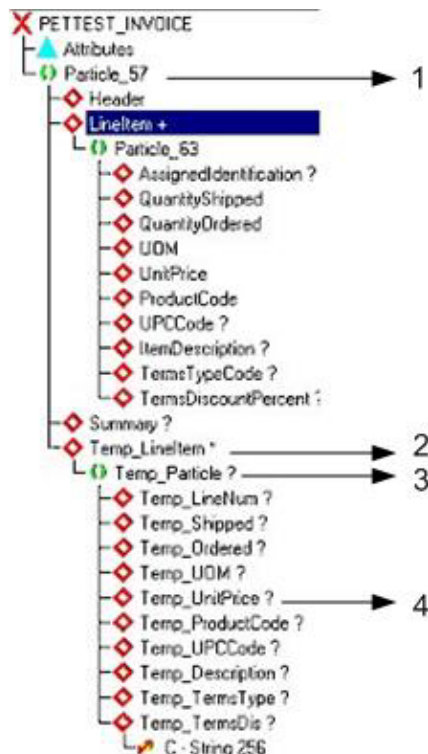 PETTEST_INVOICE
Attributes
Particle_57 1
Header
LineItem +
Particle_63
AssignedIdentification ?
QuantityShipped
QuantityOrdered
UOM
UnitPrice
ProductCode
UPCCode ?
ItemDescription ?
TermsTypeCode ?
TermsDiscountPercent ?
Summary ?
Temp_LineItem * 2
Temp_Particle ? 3
Temp_LineNum ?
Temp_Shipped ?
Temp_Ordered ?
Temp_UOM ?
Temp_UnitPrice ? 4
Temp_ProductCode ?
Temp_UPCCode ?
Temp_Description ?
Temp_TermsType ?
Temp_TermsDis ?
C - String 256